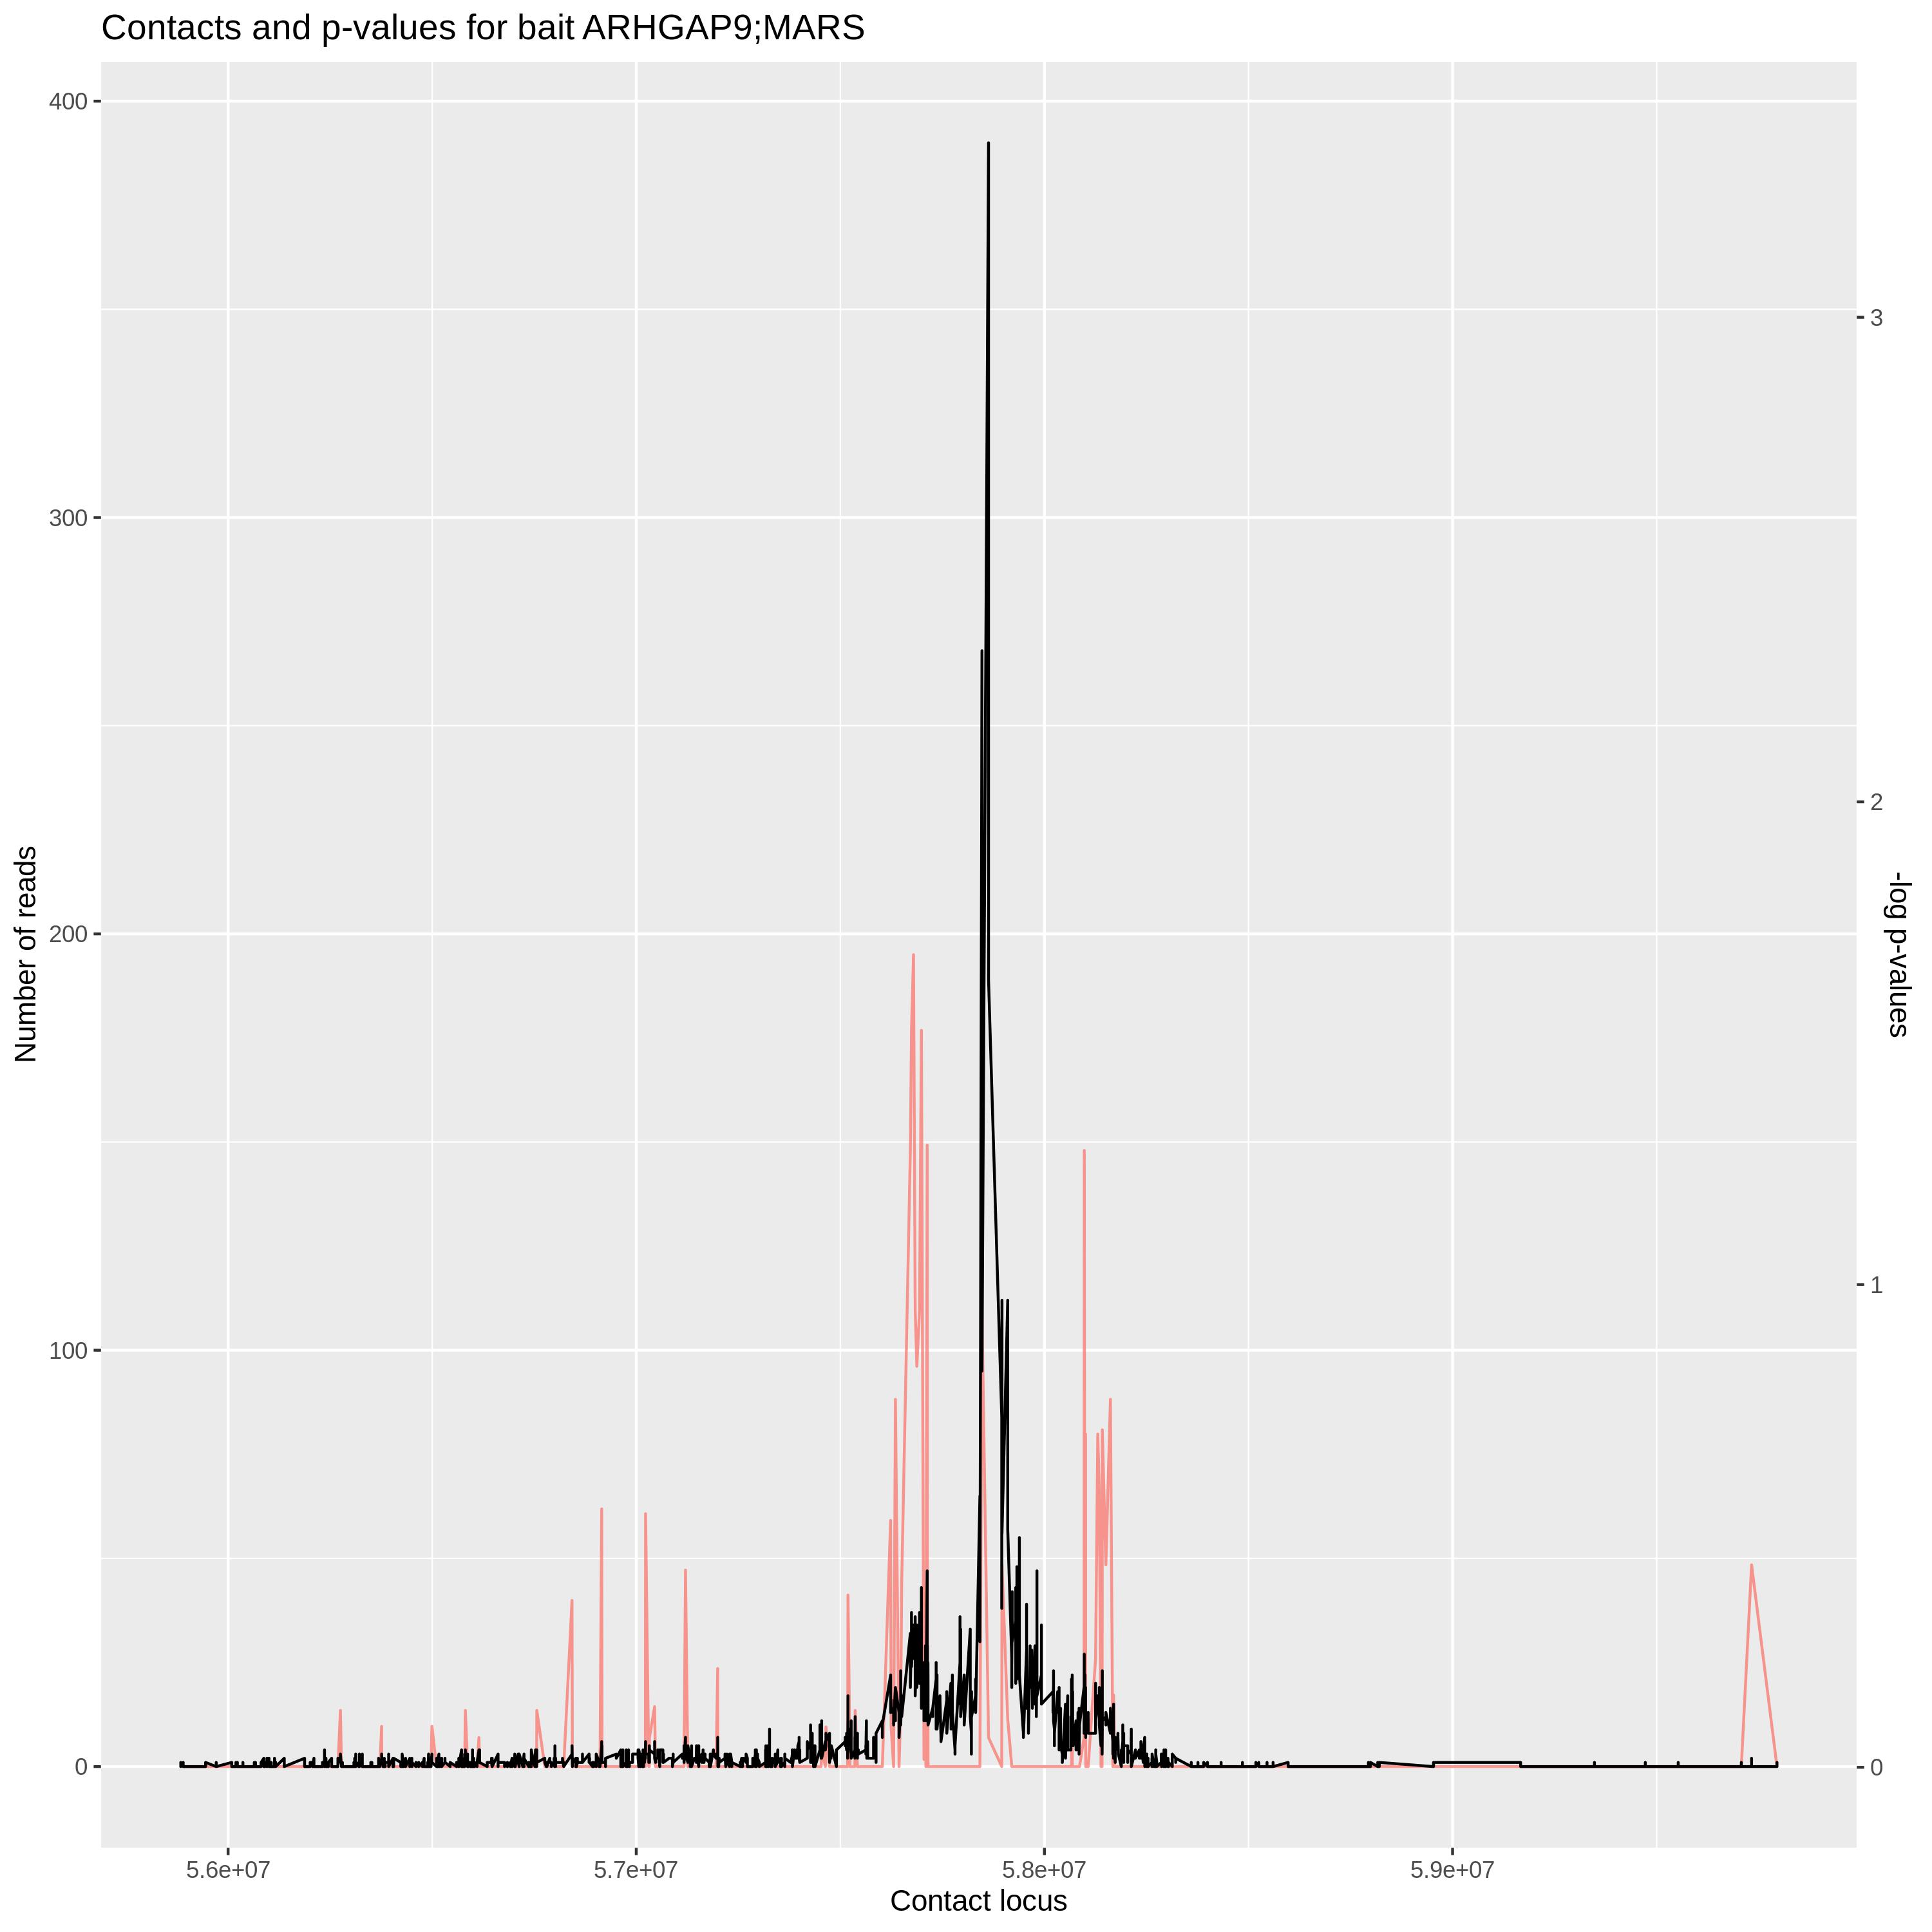 Contacts and p-values for bait ARHGAP9;MARS
400
300
200
100
0
3
2
1
0
Number of reads
-log p-values
5.6e+07
5.7e+07
5.8e+07
5.9e+07
Contact locus